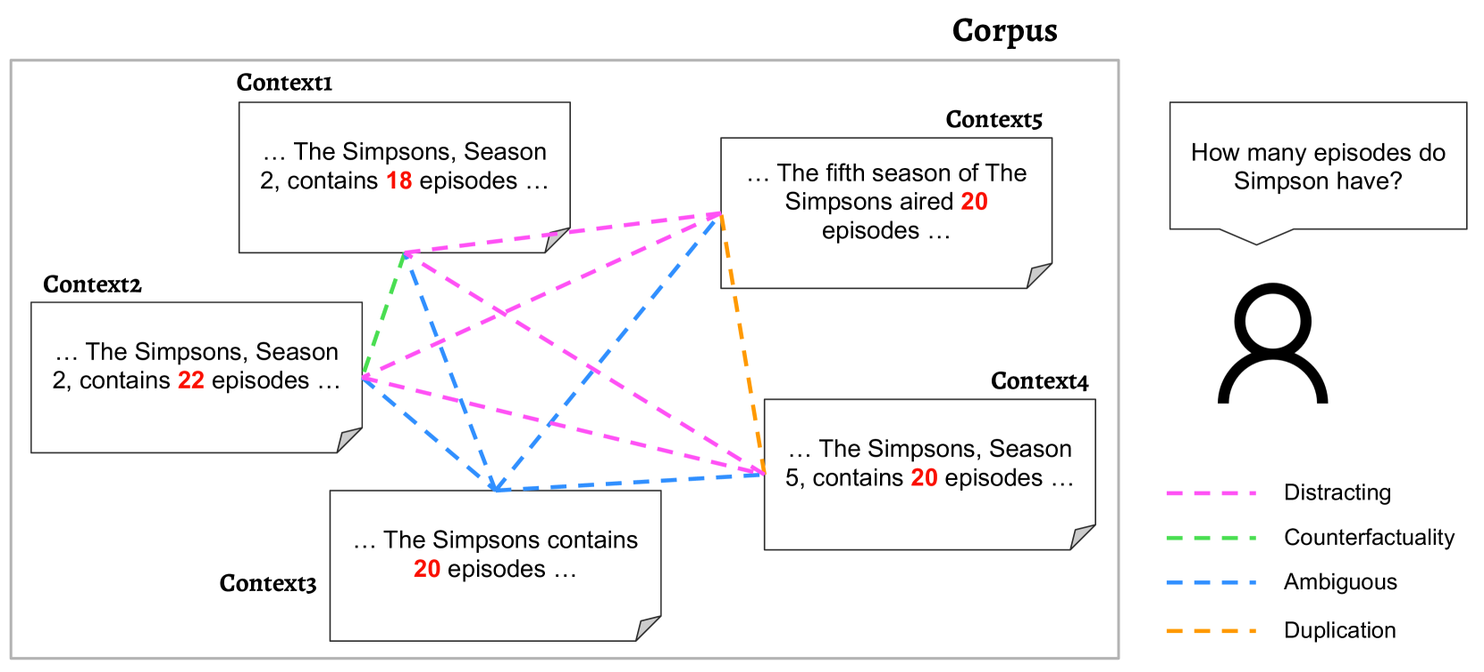 Corpus
Context1
… The Simpsons, Season
2, contains 18 episodes …
Context5
… The fifth season of The
Simpsons aired 20
episodes …
How many episodes do
Simpson have?
Context2
… The Simpsons, Season
2, contains 22 episodes …
Context4
… The Simpsons, Season
5, contains 20 episodes …
Context3
… The Simpsons contains
20 episodes …
Distracting
Counterfactuality
Ambiguous
Duplication